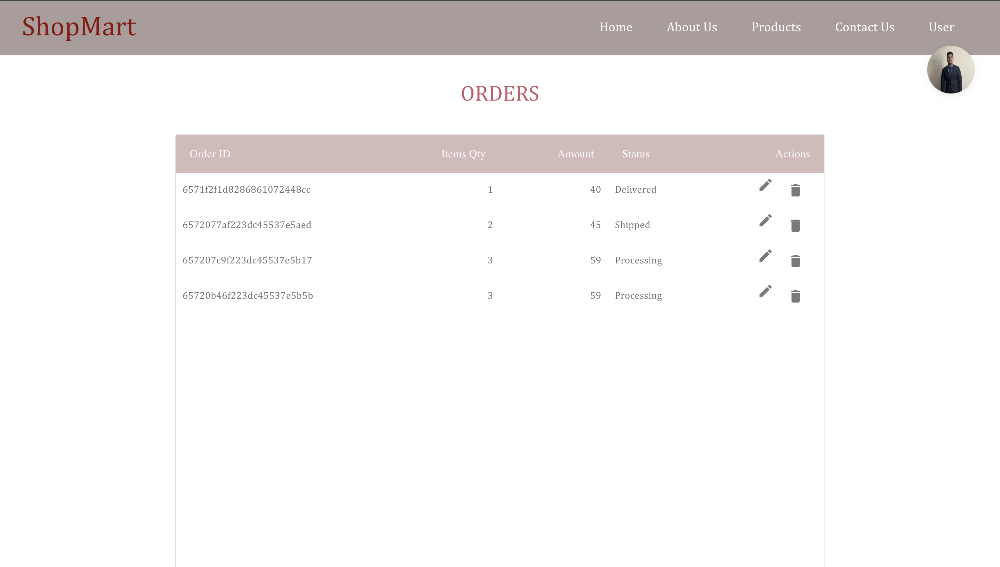 ShopMart Home About Us Products Contact Us User
ORDERS
Order ID Items Qty Amount Status Actions
6571f2f1d8286861072448cc 1 40 Delivered
6572077af223dc45537e5aed 2 45 Shipped
657207c9f223dc45537e5b17 3 59 Processing
65720b46f223dc45537e5b5b 3 59 Processing